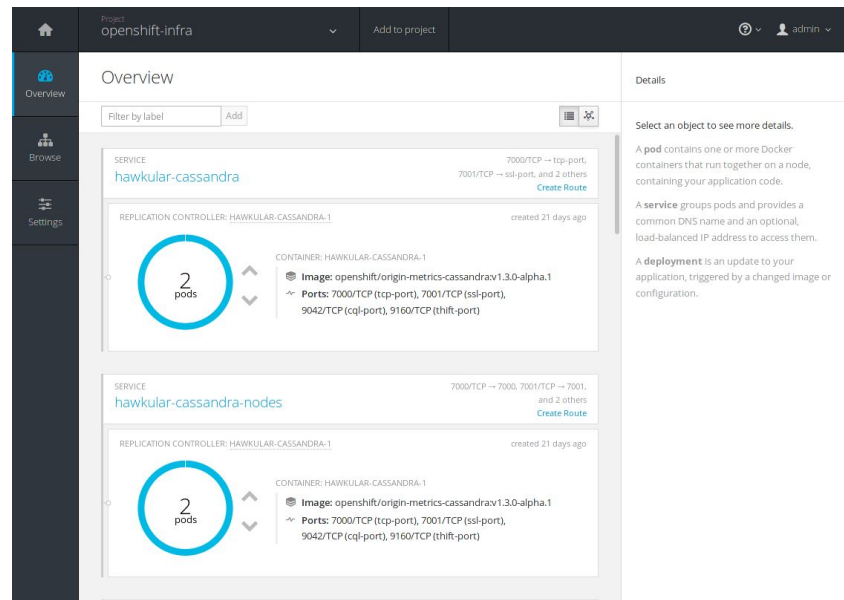 Project
openshift-infra
Add to project
admin
Overview
Browse
Settings
Overview
Filter by label
Add
SERVICE
hawkular-cassandra
7000/TCP → tcp-port,
7001/TCP → ssl-port, and 2 others
Create Route
REPLICATION CONTROLLER: HAWKULAR-CASSANDRA-1
created 21 days ago
2
pods
CONTAINER: HAWKULAR-CASSANDRA-1
Image: openshift/origin-metrics-cassandra:v1.3.0-alpha.1
Ports: 7000/TCP (tcp-port), 7001/TCP (ssl-port),
9042/TCP (cql-port), 9160/TCP (thift-port)
SERVICE
hawkular-cassandra-nodes
7000/TCP → 7000, 7001/TCP → 7001,
and 2 others
Create Route
REPLICATION CONTROLLER: HAWKULAR-CASSANDRA-1
created 21 days ago
2
pods
CONTAINER: HAWKULAR-CASSANDRA-1
Image: openshift/origin-metrics-cassandra:v1.3.0-alpha.1
Ports: 7000/TCP (tcp-port), 7001/TCP (ssl-port),
9042/TCP (cql-port), 9160/TCP (thift-port)
Details
Select an object to see more details.
A pod contains one or more Docker
containers that run together on a node,
containing your application code.
A service groups pods and provides a
common DNS name and an optional,
load-balanced IP address to access them.
A deployment is an update to your
application, triggered by a changed image or
configuration.